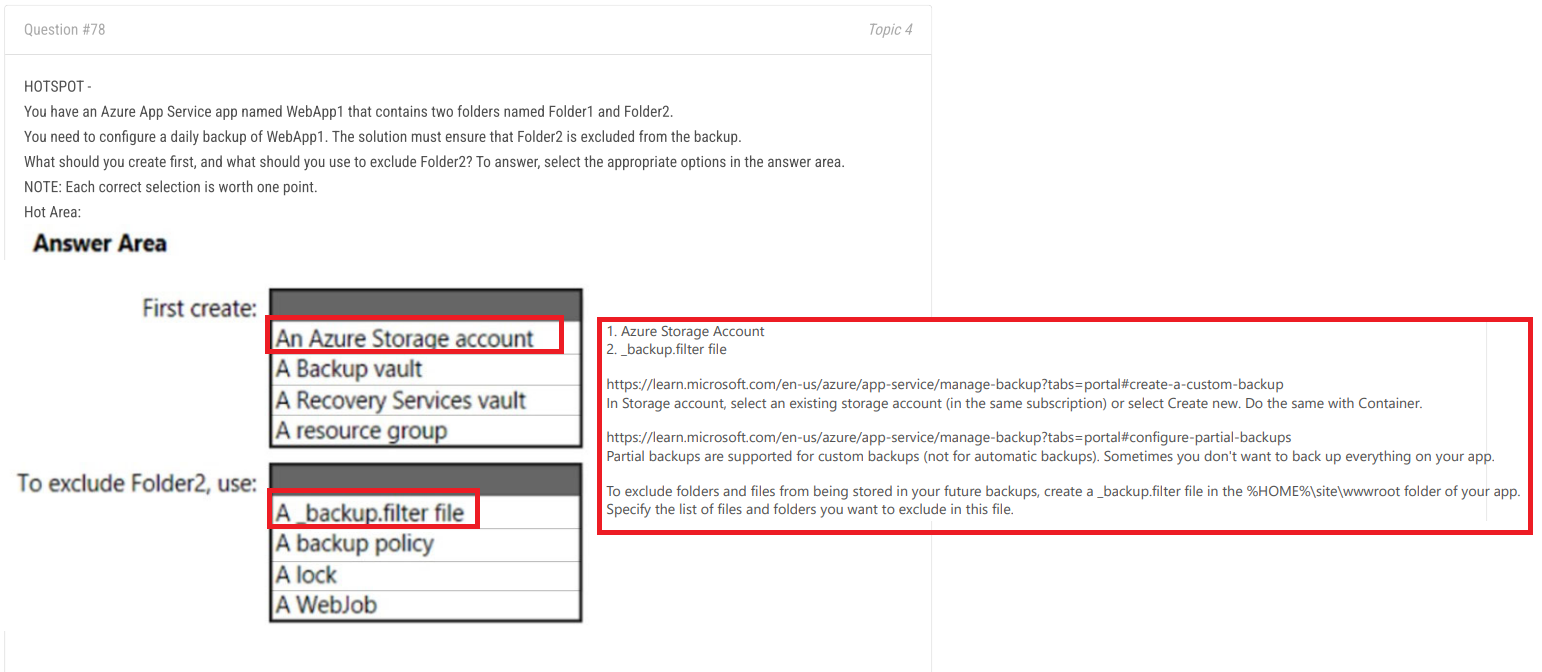 Question #78
Topic 4
HOTSPOT -
You have an Azure App Service app named WebApp1 that contains two folders named Folder1 and Folder2.
You need to configure a daily backup of WebApp1. The solution must ensure that Folder2 is excluded from the backup.
What should you create first, and what should you use to exclude Folder2? To answer, select the appropriate options in the answer area.
NOTE: Each correct selection is worth one point.
Hot Area:
Answer Area
First create:
An Azure Storage account
A Backup vault
A Recovery Services vault
A resource group
To exclude Folder2, use:
A _backup.filter file
A backup policy
A lock
A WebJob
1. Azure Storage Account
2. _backup.filter file
https://learn.microsoft.com/en-us/azure/app-service/manage-backup?tabs=portal#create-a-custom-backup
In Storage account, select an existing storage account (in the same subscription) or select Create new. Do the same with Container.
https://learn.microsoft.com/en-us/azure/app-service/manage-backup?tabs=portal#configure-partial-backups
Partial backups are supported for custom backups (not for automatic backups). Sometimes you don't want to back up everything on your app.
To exclude folders and files from being stored in your future backups, create a _backup.filter file in the %HOME%\site\wwwroot folder of your app.
Specify the list of files and folders you want to exclude in this file.